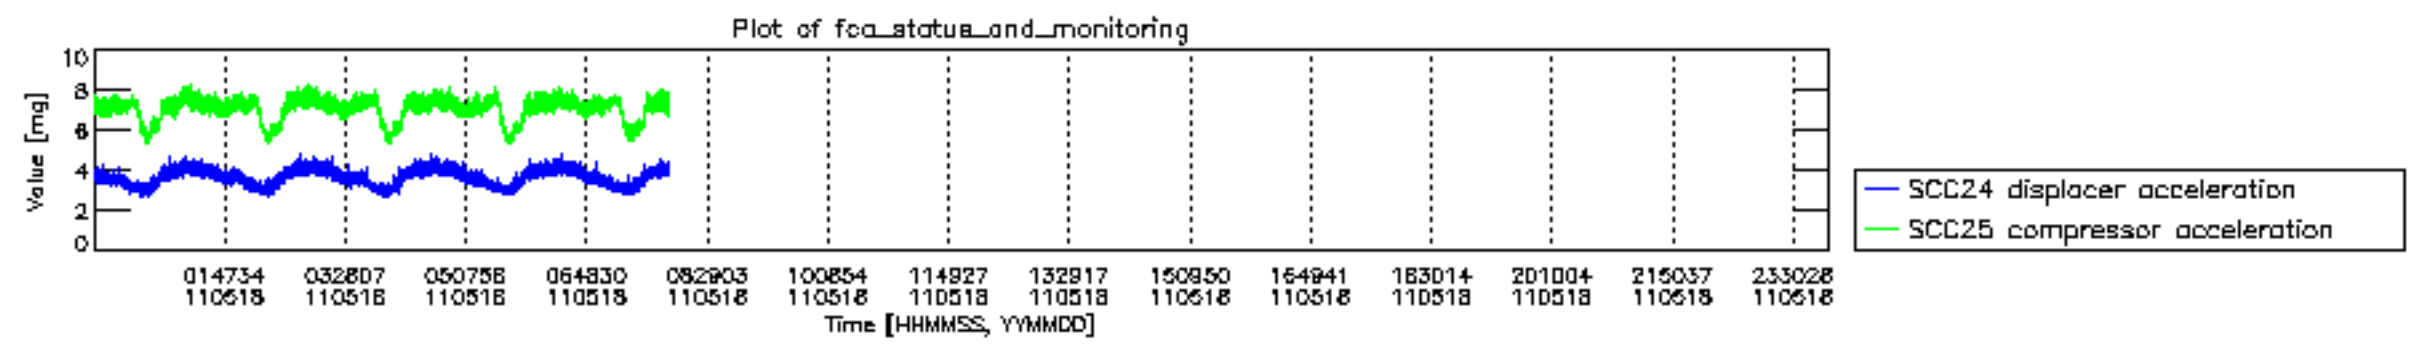 Plot of fca_status_and_monitoring
10
8
6
4
2
0
Value [mg]
014734 032807 050758 064830 082903 100854 114927 132917 150950 164941 183014 201004 215037 233028
110518 110518 110518 110518 110518 110518 110518 110518 110518 110518 110518 110518 110518 110518
Time [HHMMSS, YYMMDD]
SCC24 displacer acceleration
SCC25 compressor acceleration